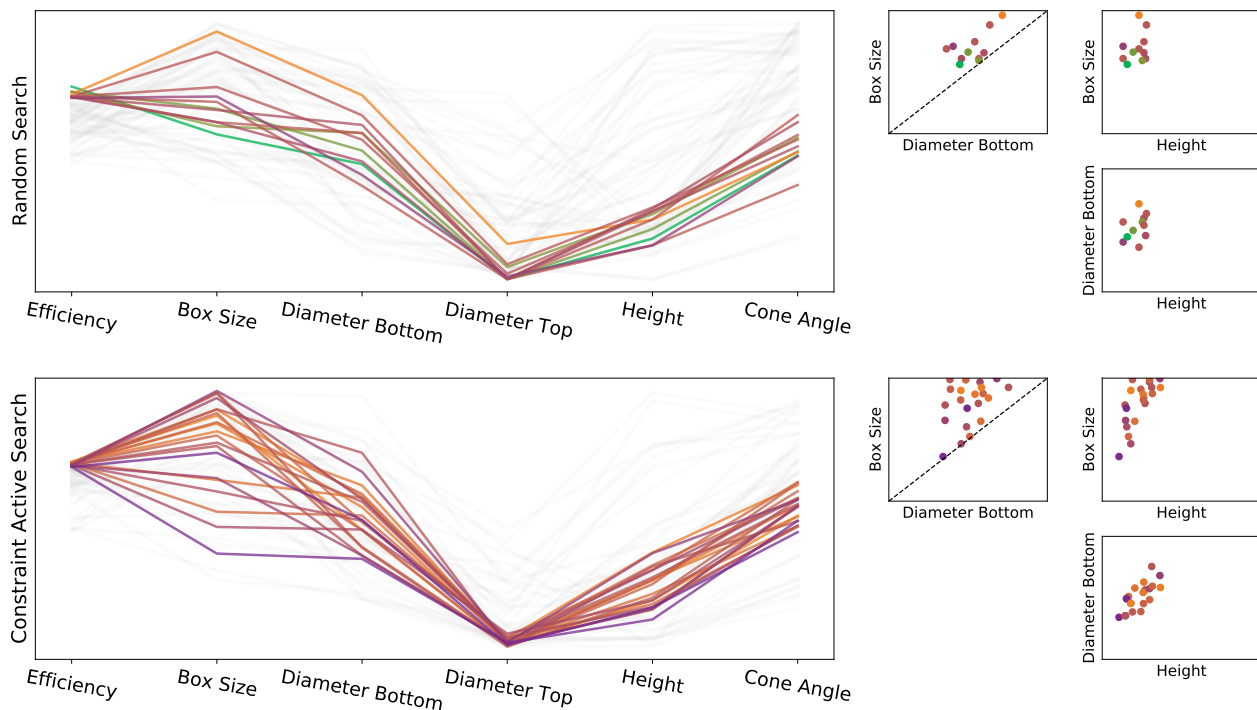 Random Search
Efficiency
Box Size
Diameter Bottom
Diameter Top
Height
Cone Angle
Box Size
Diameter Bottom
Box Size
Height
Diameter Bottom
Height
Constraint Active Search
Efficiency
Box Size
Diameter Bottom
Diameter Top
Height
Cone Angle
Box Size
Diameter Bottom
Box Size
Height
Diameter Bottom
Height